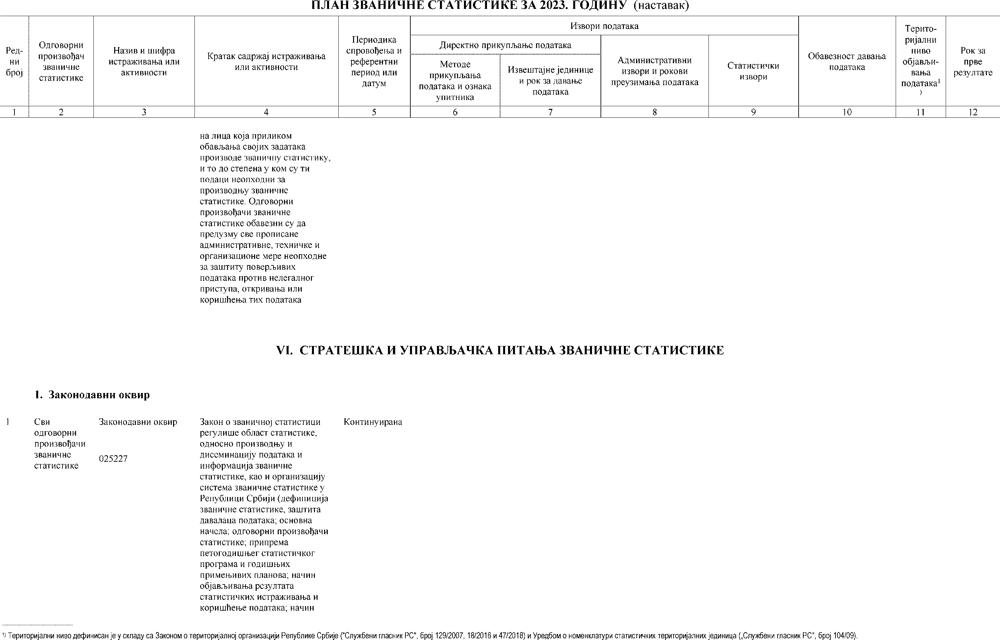 ПЛАН ЗВАНИЧНЕ СТАТИСТИКЕ ЗА 2023. ГОДИНУ (наставак)
Ред-
ни
број
Одговорни
произвођач
званичне
статистике
Назив и шифра
истраживања или
активности
Кратак садржај истраживања
или активности
Периодика
спровођења и
референтни
период или
датум
Извори података
Директно прикупљање података
Методе
прикупљања
података и ознака
упитника
Извештајне јединице
и рок за давање
података
Административни
извори и рокови
преузимања података
Статистички
извори
Обавезност давања
података
Терито-
ријални
ниво
објављи-
вања
података¹
)
Рок за
прве
резултате
1 2 3 4 5 6 7 8 9 10 11 12
на лица која приликом
обављања својих задатака
производе званичну статистику,
и то до степена у ком су ти
подаци неопходни за
производњу званичне
статистике. Одговорни
произвођачи званичне
статистике обавезни су да
предузму све прописане
административне, техничке и
организационе мере неопходне
за заштиту поверљивих
података против нелегалног
приступа, откривања или
коришћења тих података
VI. СТРАТЕШКА И УПРАВЉАЧКА ПИТАЊА ЗВАНИЧНЕ СТАТИСТИКЕ
1. Законодавни оквир
1
Сви
одговорни
произвођачи
званичне
статистике
Законодавни оквир
025227
Закон о званичној статистици
регулише област статистике,
односно производњу и
дисеминацију података и
информација званичне
статистике, као и организацију
система званичне статистике у
Републици Србији (дефиниција
званичне статистике, заштита
давалаца података; основна
начела; одговорни произвођачи
статистике; припрема
петогодишњег статистичког
програма и годишњих
примењивих планова; начин
објављивања резултата
статистичких истраживања и
коришћење података; начин
Континуирана
¹⁾ Територијални ниво дефинисан је у складу са Законом о територијалној организацији Републике Србије ("Службени гласник РС", број 129/2007, 18/2016 и 47/2018) и Уредбом о номенклатури статистичких територијалних јединица („Службени гласник РС", број 104/09).